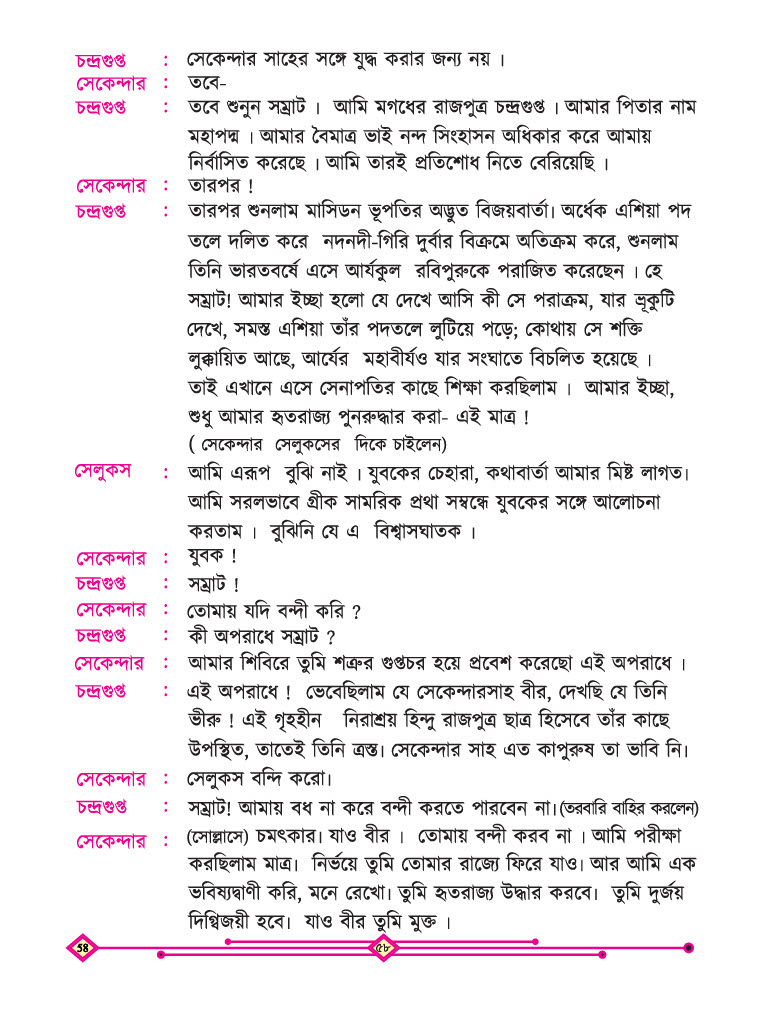 চন্দ্রগুপ্ত : সেকেন্দার সাহের সঙ্গে যুদ্ধ করার জন্য নয় ।
সেকেন্দার : তবে-
চন্দ্রগুপ্ত : তবে শুনুন সম্রাট । আমি মগধের রাজপুত্র চন্দ্রগুপ্ত । আমার পিতার নাম
মহাপদ্ম । আমার বৈমাত্র ভাই নন্দ সিংহাসন অধিকার করে আমায়
নির্বাসিত করেছে । আমি তারই প্রতিশোধ নিতে বেরিয়েছি ।
সেকেন্দার : তারপর !
চন্দ্রগুপ্ত : তারপর শুনলাম মাসিডন ভূপতির অদ্ভুত বিজয়বার্তা। অর্ধেক এশিয়া পদ
তলে দলিত করে নদনদী-গিরি দুর্বার বিক্রমে অতিক্রম করে, শুনলাম
তিনি ভারতবর্ষে এসে আর্যকুল রবিপুরুকে পরাজিত করেছেন । হে
সম্রাট! আমার ইচ্ছা হলো যে দেখে আসি কী সে পরাক্রম, যার ভ্রূকুটি
দেখে, সমস্ত এশিয়া তাঁর পদতলে লুটিয়ে পড়ে; কোথায় সে শক্তি
লুক্কায়িত আছে, আর্যের মহাবীর্যও যার সংঘাতে বিচলিত হয়েছে ।
তাই এখানে এসে সেনাপতির কাছে শিক্ষা করছিলাম । আমার ইচ্ছা,
শুধু আমার হৃতরাজ্য পুনরুদ্ধার করা- এই মাত্র !
( সেকেন্দার সেলুকসের দিকে চাইলেন)
সেলুকস : আমি এরূপ বুঝি নাই । যুবকের চেহারা, কথাবার্তা আমার মিষ্ট লাগত।
আমি সরলভাবে গ্রীক সামরিক প্রথা সম্বন্ধে যুবকের সঙ্গে আলোচনা
করতাম । বুঝিনি যে এ বিশ্বাসঘাতক ।
সেকেন্দার : যুবক !
চন্দ্রগুপ্ত : সম্রাট !
সেকেন্দার : তোমায় যদি বন্দী করি ?
চন্দ্রগুপ্ত : কী অপরাধে সম্রাট ?
সেকেন্দার : আমার শিবিরে তুমি শত্রুর গুপ্তচর হয়ে প্রবেশ করেছো এই অপরাধে ।
চন্দ্রগুপ্ত : এই অপরাধে ! ভেবেছিলাম যে সেকেন্দারসাহ বীর, দেখছি যে তিনি
ভীরু ! এই গৃহহীন নিরাশ্রয় হিন্দু রাজপুত্র ছাত্র হিসেবে তাঁর কাছে
উপস্থিত, তাতেই তিনি ত্রস্ত। সেকেন্দার সাহ এত কাপুরুষ তা ভাবি নি।
সেকেন্দার : সেলুকস বন্দি করো।
চন্দ্রগুপ্ত : সম্রাট! আমায় বধ না করে বন্দী করতে পারবেন না।(তরবারি বাহির করলেন)
সেকেন্দার : (সোল্লাসে) চমৎকার। যাও বীর । তোমায় বন্দী করব না । আমি পরীক্ষা
করছিলাম মাত্র। নির্ভয়ে তুমি তোমার রাজ্যে ফিরে যাও। আর আমি এক
ভবিষ্যদ্বাণী করি, মনে রেখো। তুমি হৃতরাজ্য উদ্ধার করবে। তুমি দুর্জয়
দিগ্বিজয়ী হবে। যাও বীর তুমি মুক্ত ।
58 ৫৮